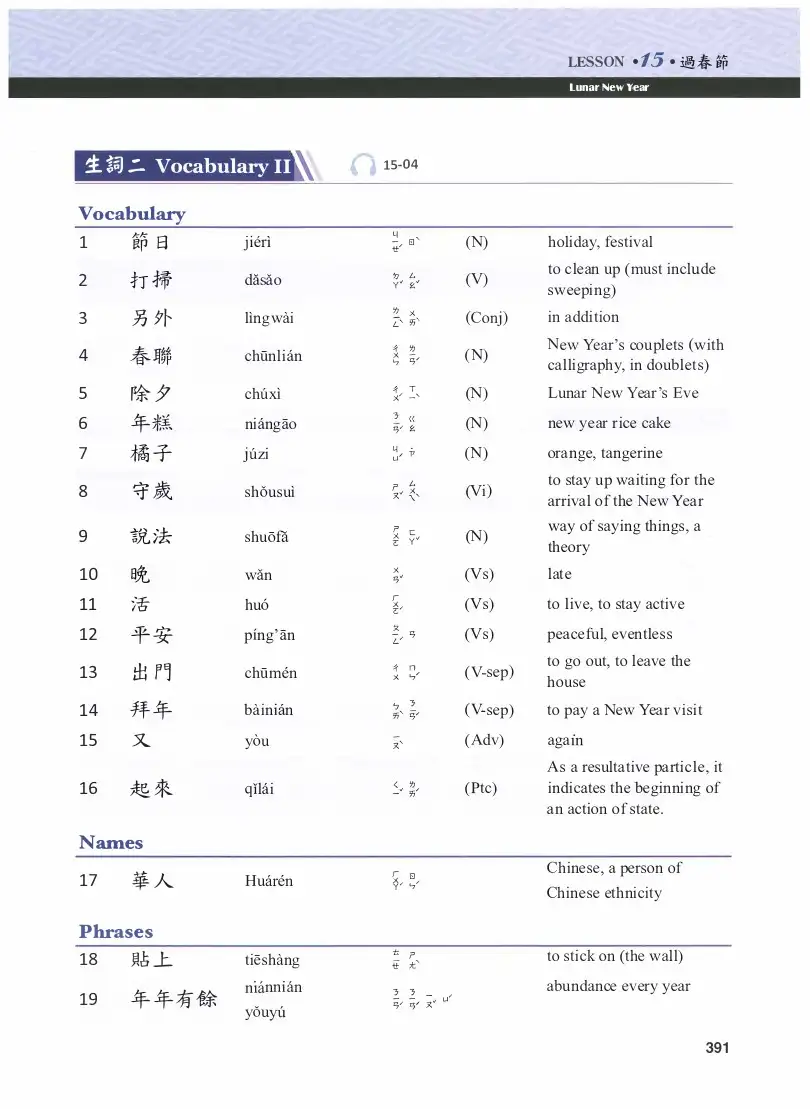 LESSON •15• 過春節
Lunar New Year
生詞二 Vocabulary II 15-04
Vocabulary
1 節日 jiérì ㄐㄧㄝˊ ㄖˋ (N) holiday, festival
2 打掃 dǎsǎo ㄉㄚˇ ㄙㄠˇ (V) to clean up (must include
sweeping)
3 另外 lìngwài ㄌㄧㄥˋ ㄨㄞˋ (Conj) in addition
4 春聯 chūnlián ㄔㄨㄣ ㄌㄧㄢˊ (N) New Year's couplets (with
calligraphy, in doublets)
5 除夕 chúxì ㄔㄨˊ ㄒㄧˋ (N) Lunar New Year's Eve
6 年糕 niángāo ㄋㄧㄢˊ ㄍㄠ (N) new year rice cake
7 橘子 júzi ㄐㄩˊ ˙ㄗ (N) orange, tangerine
8 守歲 shǒusuì ㄕㄡˇ ㄙㄨㄟˋ (Vi) to stay up waiting for the
arrival of the New Year
9 說法 shuōfǎ ㄕㄨㄛ ㄈㄚˇ (N) way of saying things, a
theory
10 晚 wǎn ㄨㄢˇ (Vs) late
11 活 huó ㄏㄨㄛˊ (Vs) to live, to stay active
12 平安 píng'ān ㄆㄧㄥˊ ㄢ (Vs) peaceful, eventless
13 出門 chūmén ㄔㄨ ㄇㄣˊ (V-sep) to go out, to leave the
house
14 拜年 bàinián ㄅㄞˋ ㄋㄧㄢˊ (V-sep) to pay a New Year visit
15 又 yòu ㄧㄡˋ (Adv) again
16 起來 qǐlái ㄑㄧˇ ㄌㄞˊ (Ptc) As a resultative particle, it
indicates the beginning of
an action of state.
Names
17 華人 Huárén ㄏㄨㄚˊ ㄖㄣˊ Chinese, a person of
Chinese ethnicity
Phrases
18 貼上 tiēshàng ㄊㄧㄝ ㄕㄤˋ to stick on (the wall)
19 年年有餘 niánnián
yǒuyú ㄋㄧㄢˊ ㄋㄧㄢˊ ㄧㄡˇ ㄩˊ abundance every year
391